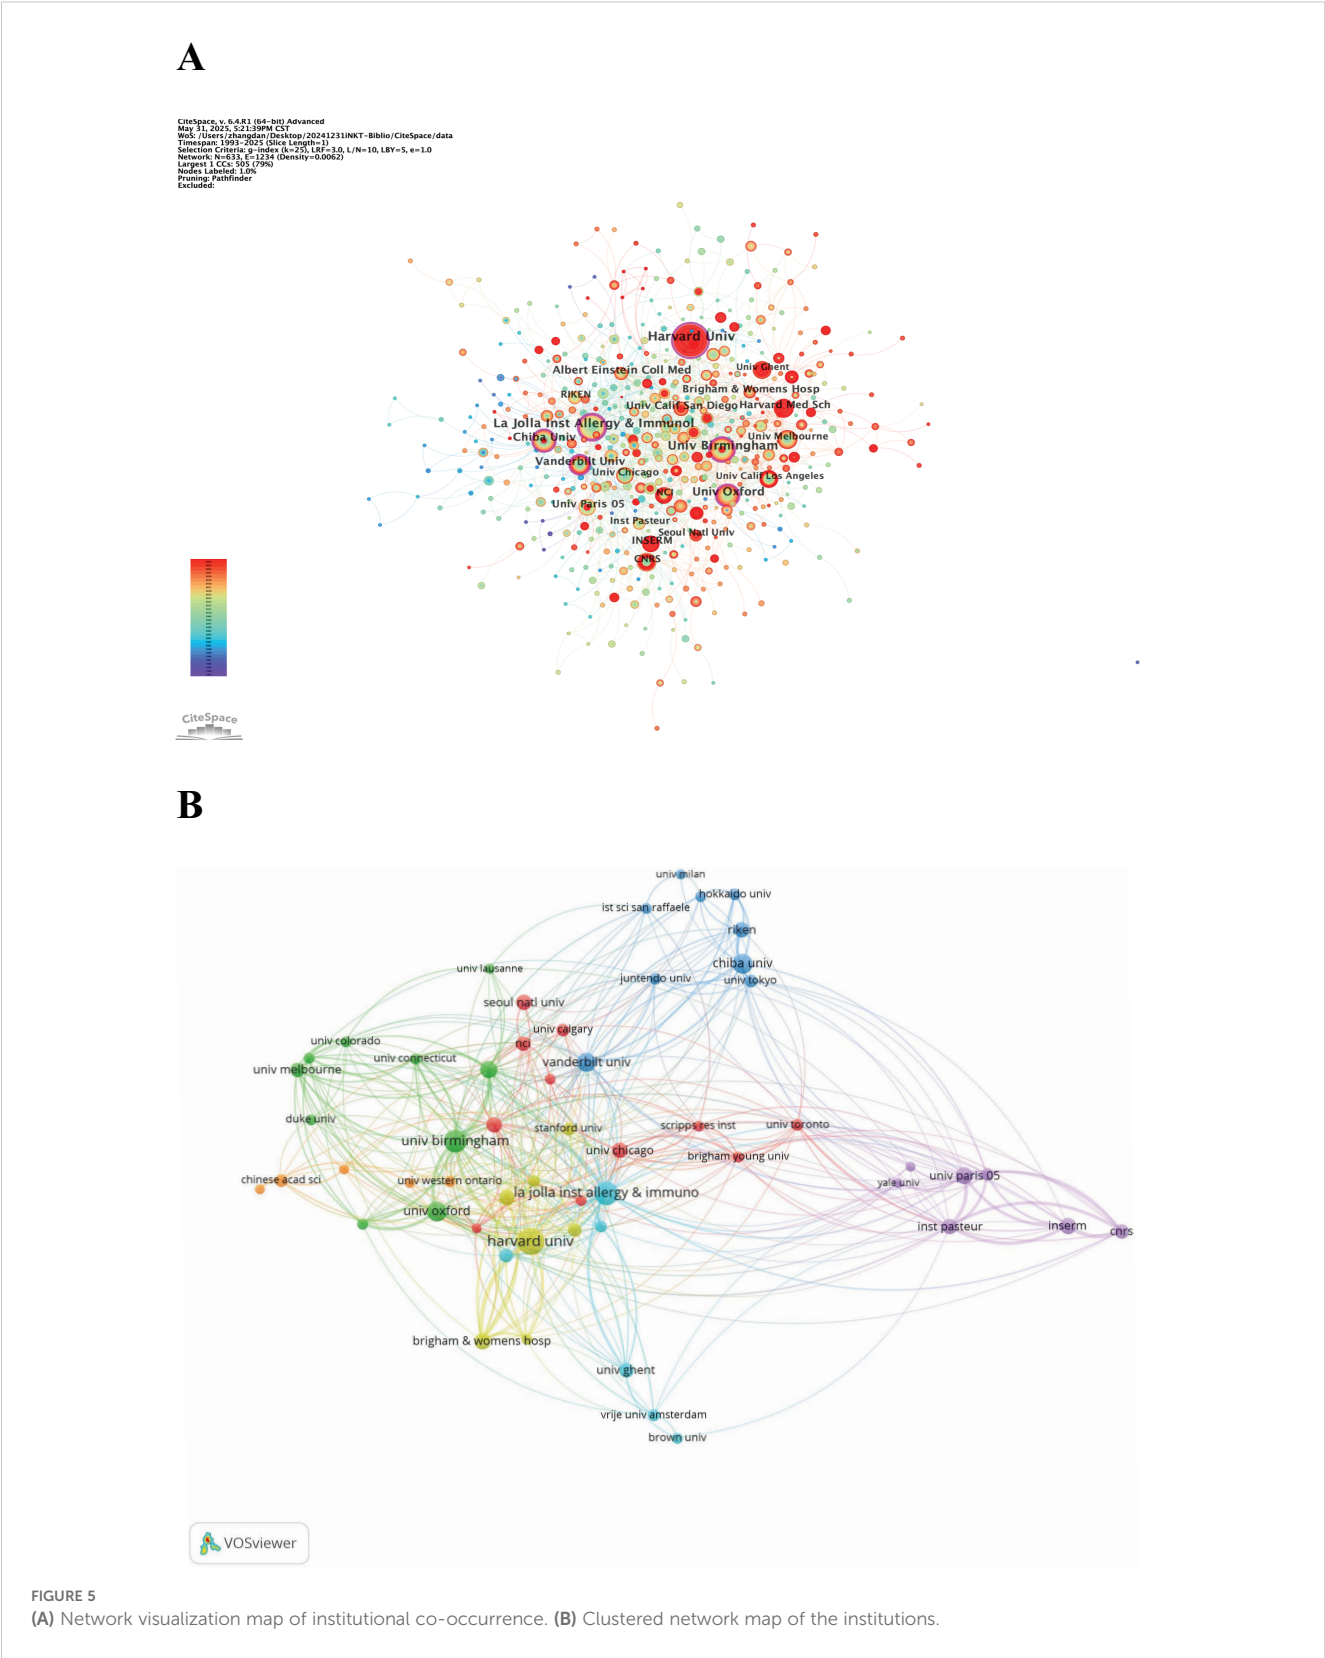 A
CiteSpace, v. 6.4.R1 (64-bit) Advanced
May 31, 2025, 5:21:39PM CST
WoS: /Users/zhangdan/Desktop/20241231iNKT-Biblio/CiteSpace/data
Timespan: 1993-2025 (Slice Length=1)
Selection Criteria: g-index (k=25), LRF=3.0, L/N=10, LBY=5, e=1.0
Network: N=633, E=1234 (Density=0.0062)
Largest 1 CCs: 505 (79%)
Nodes Labeled: 1.0%
Pruning: Pathfinder
Excluded:
Harvard Univ
Albert Einstein Coll Med
Univ Ghent
RIKEN
Brigham & Womens Hosp
Univ Calif San Diego
Harvard Med Sch
La Jolla Inst Allergy & Immunol
Chiba Univ
Univ Melbourne
Univ Birmingham
Vanderbilt Univ
Univ Chicago
Univ Calif Los Angeles
NCI
Univ Oxford
Univ Paris 05
Inst Pasteur
Seoul Natl Univ
INSERM
CNRS
CiteSpace
B
univ milan
hokkaido univ
ist sci san raffaele
riken
chiba univ
univ lausanne
juntendo univ
univ tokyo
seoul natl univ
univ calgary
univ colorado
nci
univ connecticut
vanderbilt univ
univ melbourne
duke univ
stanford univ
scripps res inst
univ toronto
univ birmingham
univ chicago
brigham young univ
chinese acad sci
univ western ontario
yale univ
univ paris 05
la jolla inst allergy & immuno
univ oxford
inst pasteur
inserm
cnrs
harvard univ
brigham & womens hosp
univ ghent
vrije univ amsterdam
brown univ
VOSviewer
FIGURE 5
(A) Network visualization map of institutional co-occurrence. (B) Clustered network map of the institutions.